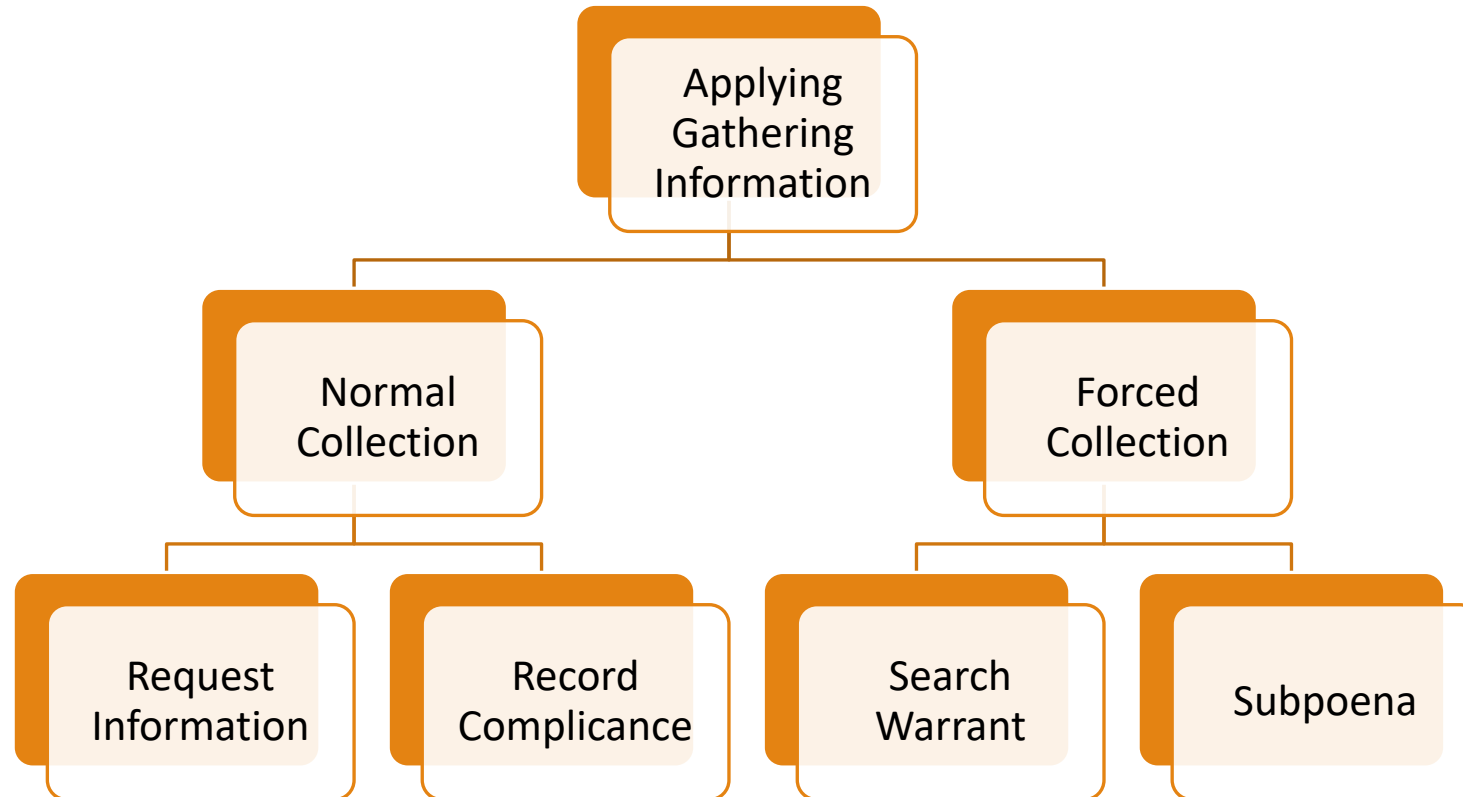 Applying
Gathering
Information
Normal
Collection
Forced
Collection
Request
Information
Record
Complicance
Search
Warrant
Subpoena